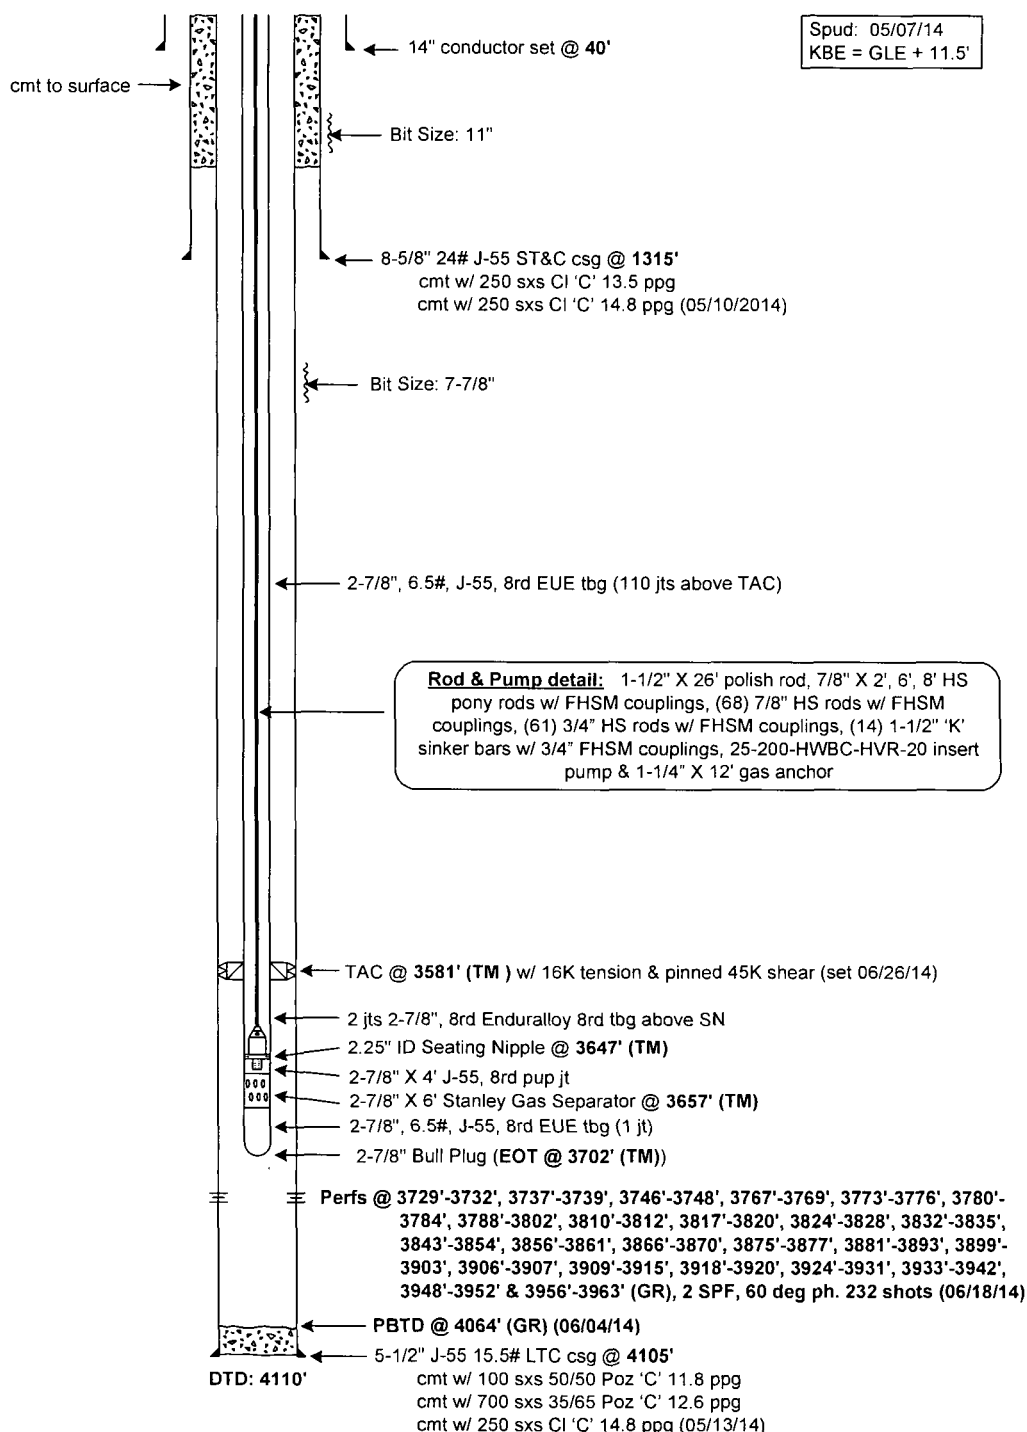 Spud: 05/07/14
KBE = GLE + 11.5'
14" conductor set @ 40'
cmt to surface
Bit Size: 11"
8-5/8" 24# J-55 ST&C csg @ 1315'
cmt w/ 250 sxs Cl 'C' 13.5 ppg
cmt w/ 250 sxs Cl 'C' 14.8 ppg (05/10/2014)
Bit Size: 7-7/8"
2-7/8", 6.5#, J-55, 8rd EUE tbg (110 jts above TAC)
Rod & Pump detail: 1-1/2" X 26' polish rod, 7/8" X 2', 6', 8' HS
pony rods w/ FHSM couplings, (68) 7/8" HS rods w/ FHSM
couplings, (61) 3/4" HS rods w/ FHSM couplings, (14) 1-1/2" 'K'
sinker bars w/ 3/4" FHSM couplings, 25-200-HWBC-HVR-20 insert
pump & 1-1/4" X 12' gas anchor
TAC @ 3581' (TM ) w/ 16K tension & pinned 45K shear (set 06/26/14)
2 jts 2-7/8", 8rd Enduralloy 8rd tbg above SN
2.25" ID Seating Nipple @ 3647' (TM)
2-7/8" X 4' J-55, 8rd pup jt
2-7/8" X 6' Stanley Gas Separator @ 3657' (TM)
2-7/8", 6.5#, J-55, 8rd EUE tbg (1 jt)
2-7/8" Bull Plug (EOT @ 3702' (TM))
Perfs @ 3729'-3732', 3737'-3739', 3746'-3748', 3767'-3769', 3773'-3776', 3780'-
3784', 3788'-3802', 3810'-3812', 3817'-3820', 3824'-3828', 3832'-3835',
3843'-3854', 3856'-3861', 3866'-3870', 3875'-3877', 3881'-3893', 3899'-
3903', 3906'-3907', 3909'-3915', 3918'-3920', 3924'-3931', 3933'-3942',
3948'-3952' & 3956'-3963' (GR), 2 SPF, 60 deg ph. 232 shots (06/18/14)
PBTD @ 4064' (GR) (06/04/14)
5-1/2" J-55 15.5# LTC csg @ 4105'
DTD: 4110'
cmt w/ 100 sxs 50/50 Poz 'C' 11.8 ppg
cmt w/ 700 sxs 35/65 Poz 'C' 12.6 ppg
cmt w/ 250 sxs Cl 'C' 14.8 ppg (05/13/14)